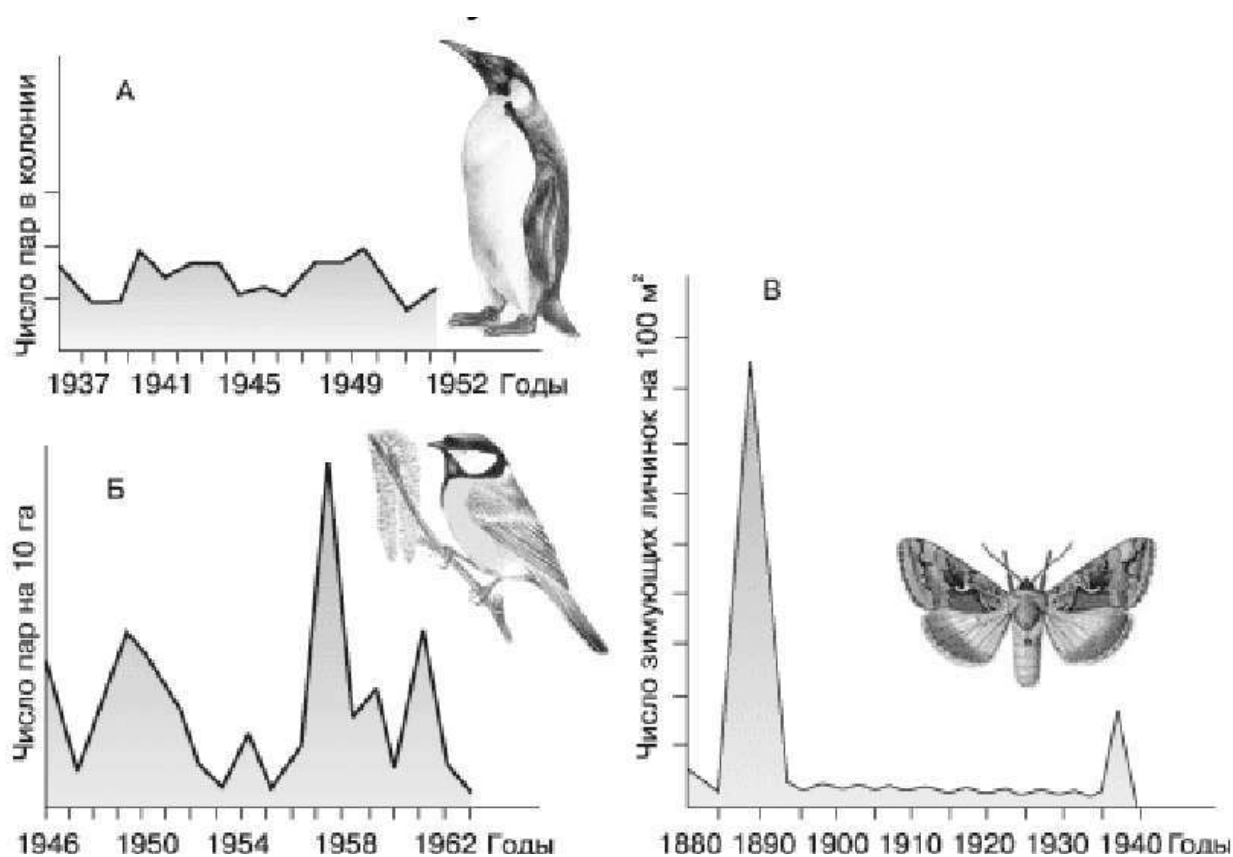 А
Число пар в колонии
1937 1941 1945 1949 1952 Годы
Б
Число пар на 10 га
1946 1950 1954 1958 1962 Годы
В
Число зимующих личинок на 100 м²
1880 1890 1900 1910 1920 1930 1940 Годы